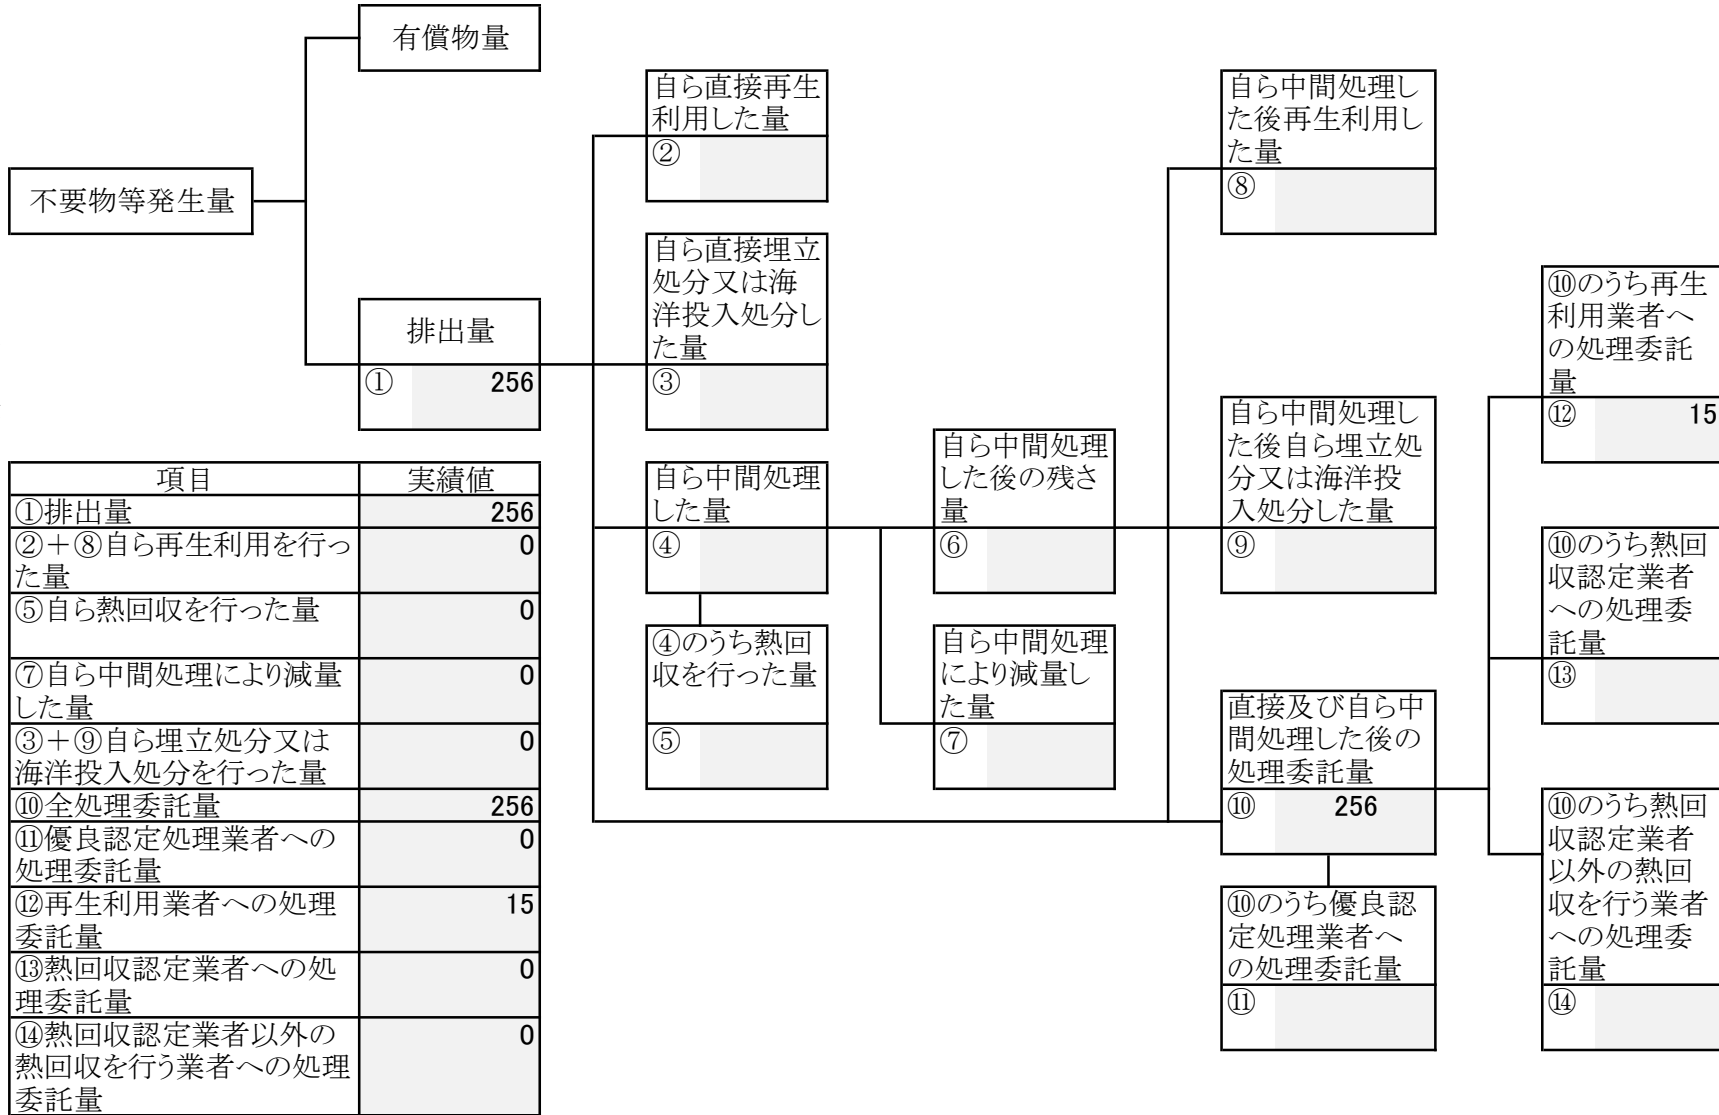 有償物量
不要物等発生量
排出量
① 256
自ら直接再生
利用した量
②
自ら直接埋立
処分又は海
洋投入処分し
た量
③
自ら中間処理
した量
④
④のうち熱回
収を行った量
⑤
自ら中間処理
した後の残さ
量
⑥
自ら中間処理
により減量し
た量
⑦
自ら中間処理し
た後再生利用し
た量
⑧
自ら中間処理し
た後自ら埋立処
分又は海洋投
入処分した量
⑨
直接及び自ら中
間処理した後の
処理委託量
⑩ 256
⑩のうち優良認
定処理業者へ
の処理委託量
⑪
⑩のうち再生
利用業者へ
の処理委託
量
⑫ 15
⑩のうち熱回
収認定業者
への処理委
託量
⑬
⑩のうち熱回
収認定業者
以外の熱回
収を行う業者
への処理委
託量
⑭
項目 実績値
①排出量 256
②＋⑧自ら再生利用を行っ 0
た量
⑤自ら熱回収を行った量 0
⑦自ら中間処理により減量 0
した量
③＋⑨自ら埋立処分又は 0
海洋投入処分を行った量
⑩全処理委託量 256
⑪優良認定処理業者への 0
処理委託量
⑫再生利用業者への処理 15
委託量
⑬熱回収認定業者への処 0
理委託量
⑭熱回収認定業者以外の 0
熱回収を行う業者への処理
委託量